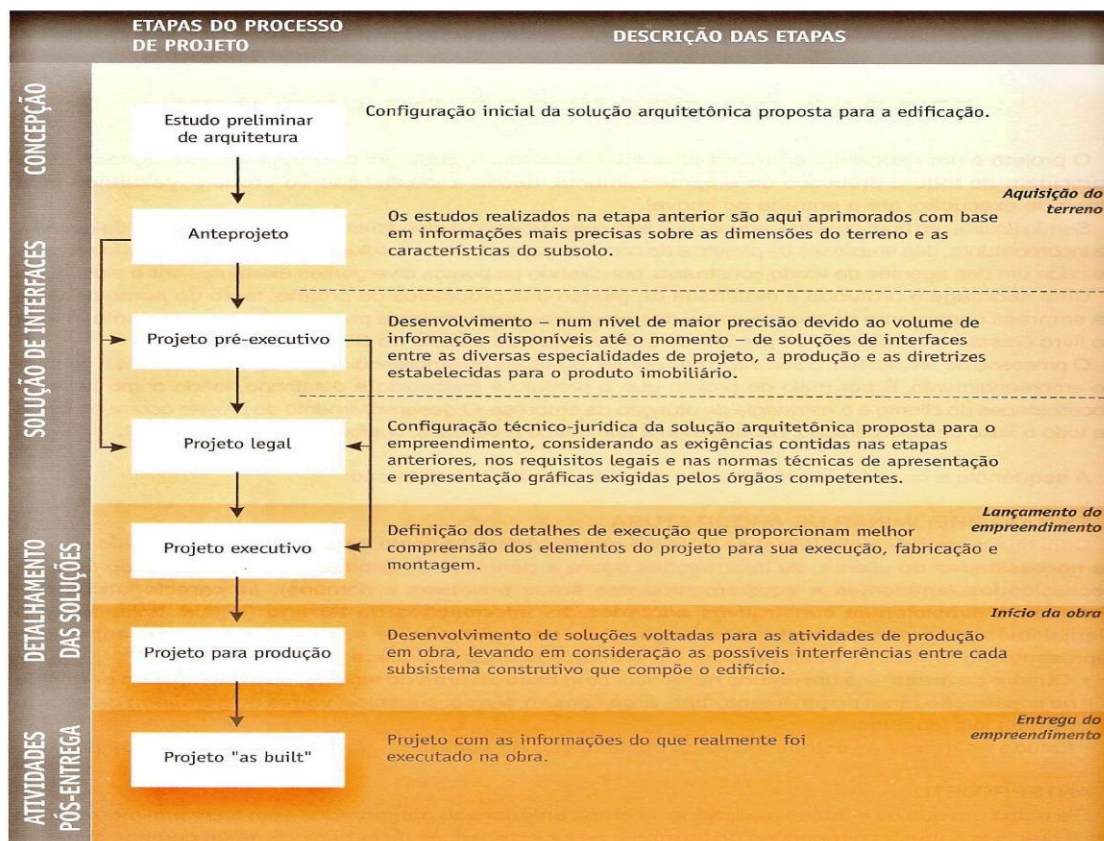 ETAPAS DO PROCESSO
DE PROJETO
DESCRIÇÃO DAS ETAPAS
CONCEPÇÃO
Estudo preliminar
de arquitetura
Configuração inicial da solução arquitetônica proposta para a edificação.
Aquisição do
terreno
SOLUÇÃO DE INTERFACES
Anteprojeto
Os estudos realizados na etapa anterior são aqui aprimorados com base
em informações mais precisas sobre as dimensões do terreno e as
características do subsolo.
Projeto pré-executivo
Desenvolvimento – num nível de maior precisão devido ao volume de
informações disponíveis até o momento – de soluções de interfaces
entre as diversas especialidades de projeto, a produção e as diretrizes
estabelecidas para o produto imobiliário.
Projeto legal
Configuração técnico-jurídica da solução arquitetônica proposta para o
empreendimento, considerando as exigências contidas nas etapas
anteriores, nos requisitos legais e nas normas técnicas de apresentação
e representação gráficas exigidas pelos órgãos competentes.
Lançamento do
empreendimento
DETALHAMENTO
DAS SOLUÇÕES
Projeto executivo
Definição dos detalhes de execução que proporcionam melhor
compreensão dos elementos do projeto para sua execução, fabricação e
montagem.
Início da obra
Projeto para produção
Desenvolvimento de soluções voltadas para as atividades de produção
em obra, levando em consideração as possíveis interferências entre cada
subsistema construtivo que compõe o edifício.
Entrega do
empreendimento
ATIVIDADES
PÓS-ENTREGA
Projeto "as built"
Projeto com as informações do que realmente foi
executado na obra.